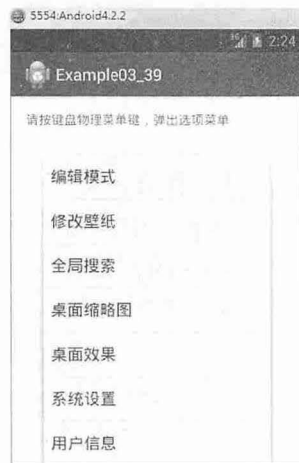 5554:Android4.2.2
3G 2:24
Example03_39
请按键盘物理菜单键，弹出选项菜单
编辑模式
修改壁纸
全局搜索
桌面缩略图
桌面效果
系统设置
用户信息